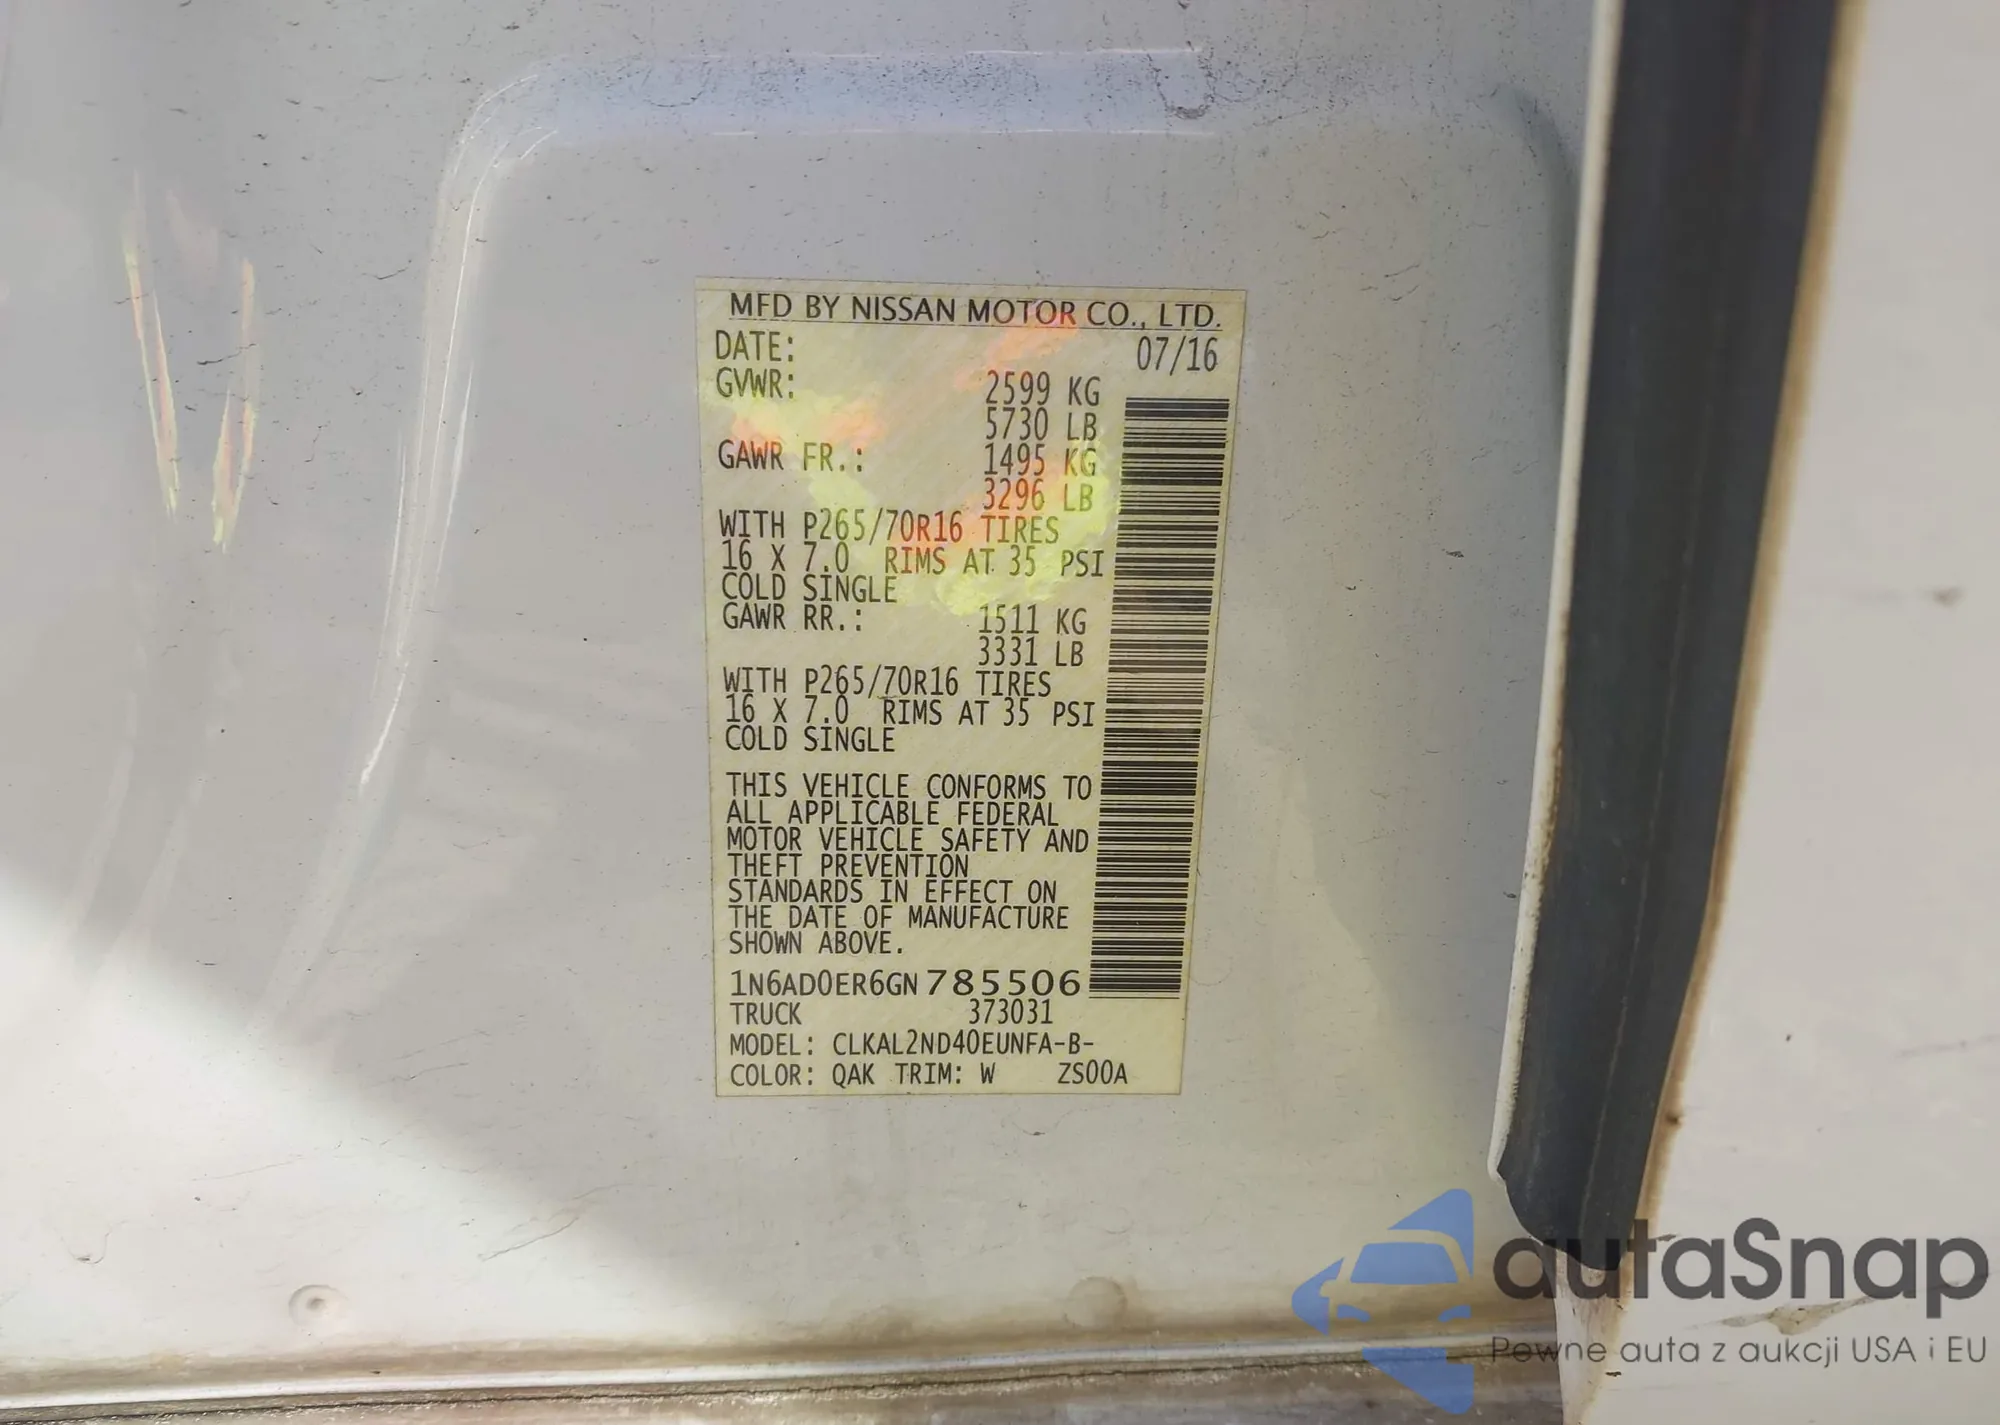 MFD BY NISSAN MOTOR CO., LTD.
DATE: 07/16
GVWR: 2599 KG
5730 LB
GAWR FR.: 1495 KG
3296 LB
WITH P265/70R16 TIRES
16 X 7.0 RIMS AT 35 PSI
COLD SINGLE
GAWR RR.: 1511 KG
3331 LB
WITH P265/70R16 TIRES
16 X 7.0 RIMS AT 35 PSI
COLD SINGLE
THIS VEHICLE CONFORMS TO
ALL APPLICABLE FEDERAL
MOTOR VEHICLE SAFETY AND
THEFT PREVENTION
STANDARDS IN EFFECT ON
THE DATE OF MANUFACTURE
SHOWN ABOVE.
1N6AD0ER6GN785506
TRUCK 373031
MODEL: CLKAL2ND40EUNFA-B-
COLOR: QAK TRIM: W ZS00A
autaSnap
Pewne auta z aukcji USA i EU